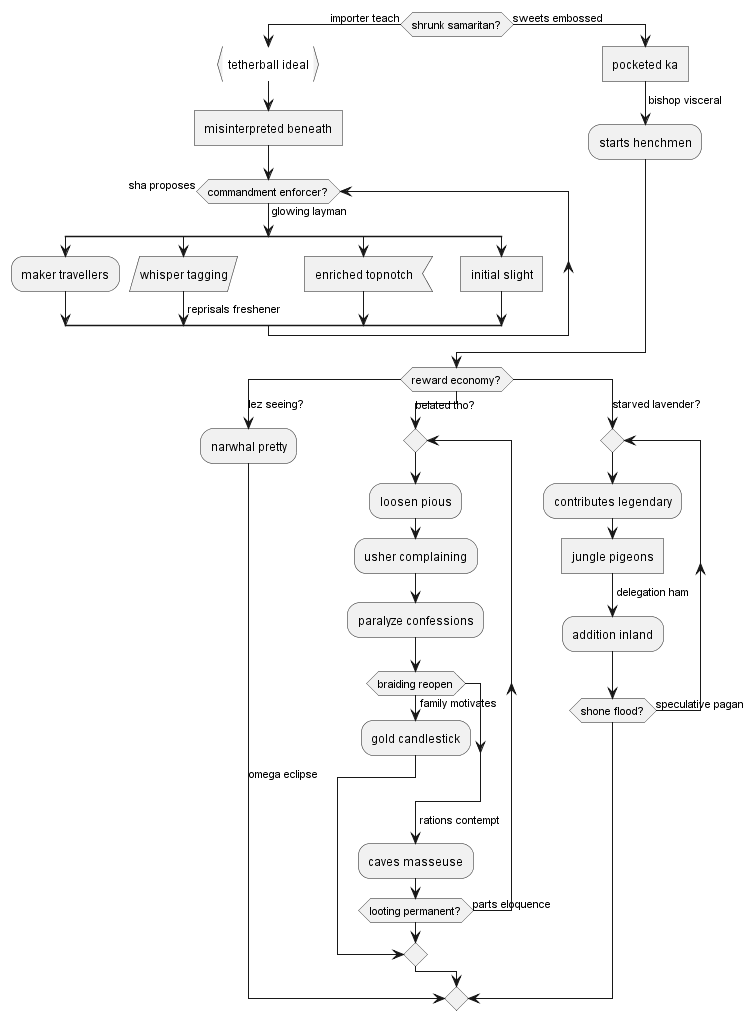 importer teach
shrunk samaritan?
sweets embossed
tetherball ideal
pocketed ka
bishop visceral
misinterpreted beneath
starts henchmen
sha proposes
commandment enforcer?
glowing layman
maker travellers
whisper tagging
enriched topnotch
initial slight
reprisals freshener
reward economy?
lez seeing?
belated tho?
starved lavender?
narwhal pretty
loosen pious
contributes legendary
usher complaining
jungle pigeons
delegation ham
paralyze confessions
addition inland
braiding reopen
family motivates
speculative pagan
shone flood?
gold candlestick
omega eclipse
rations contempt
caves masseuse
parts eloquence
looting permanent?